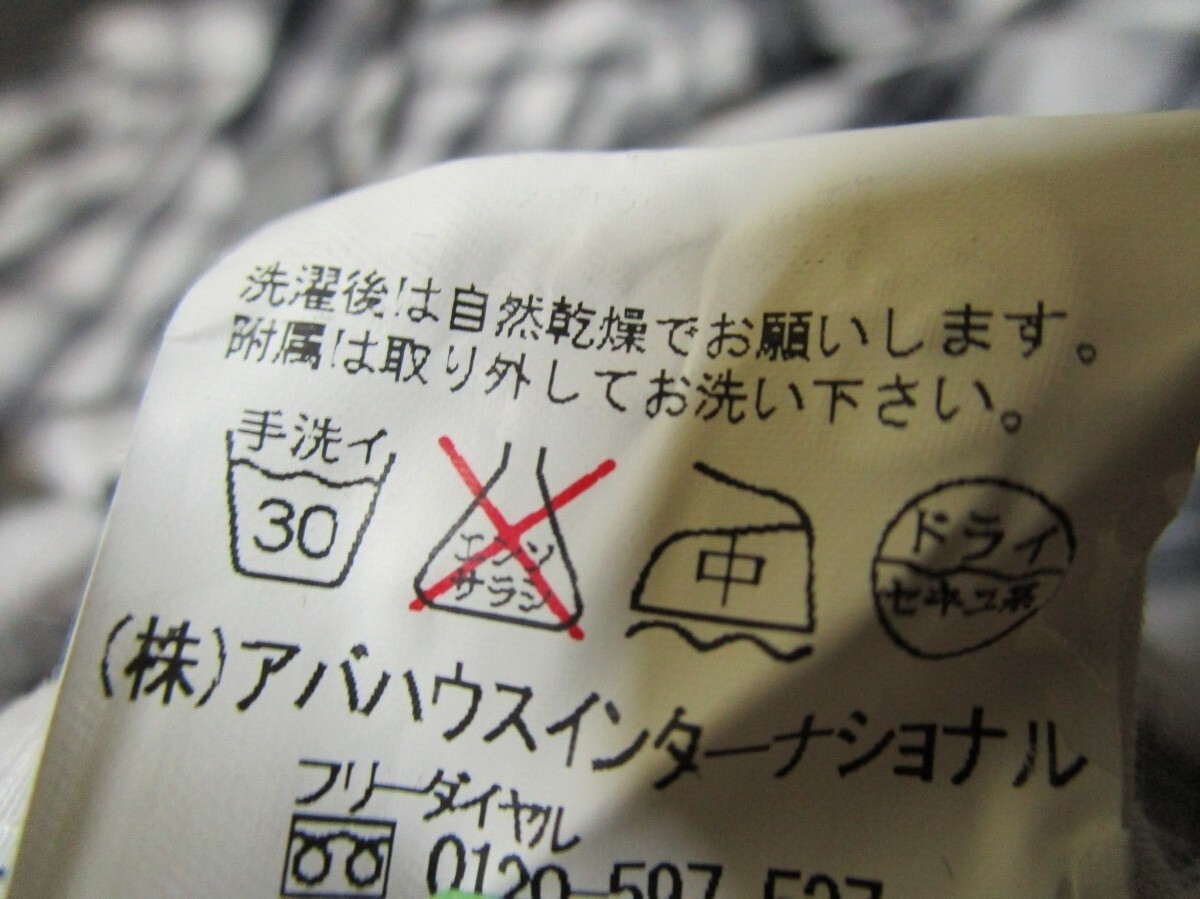 洗濯後は自然乾燥でお願いします。
附属は取り外してお洗い下さい。
手洗イ
30
エンソ
サラシ
中
ドライ
セキユ系
(株)アバハウスインターナショナル
フリーダイヤル
0120-597-537